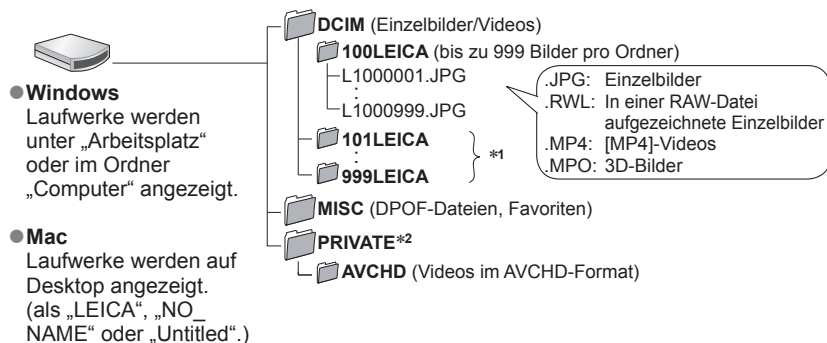 ●Windows
Laufwerke werden
unter „Arbeitsplatz“
oder im Ordner
„Computer“ angezeigt.
●Mac
Laufwerke werden auf
Desktop angezeigt.
(als „LEICA“, „NO_
NAME“ oder „Untitled“.)
DCIM (Einzelbilder/Videos)
100LEICA (bis zu 999 Bilder pro Ordner)
L1000001.JPG
L1000999.JPG
101LEICA
999LEICA
*1
.JPG: Einzelbilder
.RWL: In einer RAW-Datei
aufgezeichnete Einzelbilder
.MP4: [MP4]-Videos
.MPO: 3D-Bilder
MISC (DPOF-Dateien, Favoriten)
PRIVATE*2
AVCHD (Videos im AVCHD-Format)